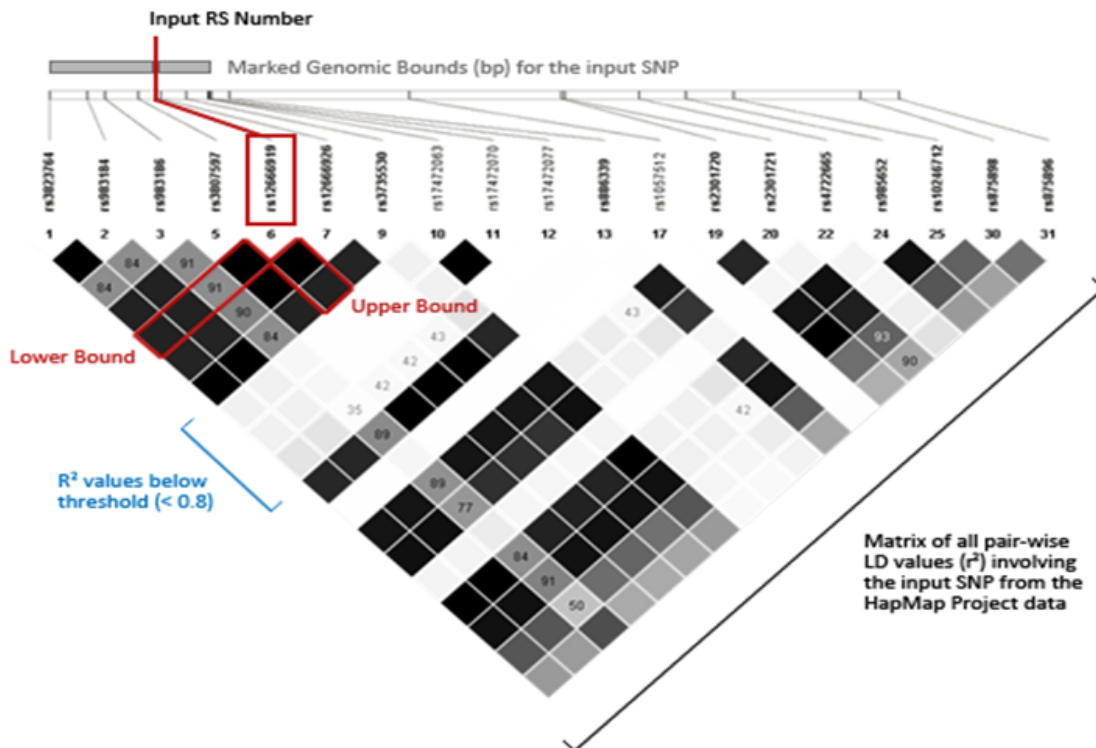 Input RS Number
Marked Genomic Bounds (bp) for the input SNP
rs3823764 rs983184 rs983186 rs3807597 rs12666919 rs12666926 rs3735530 rs17472063 rs17472070 rs17472077 rs886339 rs1057512 rs2301720 rs2301721 rs4722665 rs985652 rs10246712 rs875898 rs875896
1 2 3 5 6 7 9 10 11 12 13 17 19 20 22 24 25 30 31
84 91
84 91
90 43
Upper Bound
84 43 93
Lower Bound
42 90
42
35 42
89
R² values below
threshold (< 0.8)
89
77
Matrix of all pair-wise
LD values (r²) involving
the input SNP from the
HapMap Project data
84
91
50